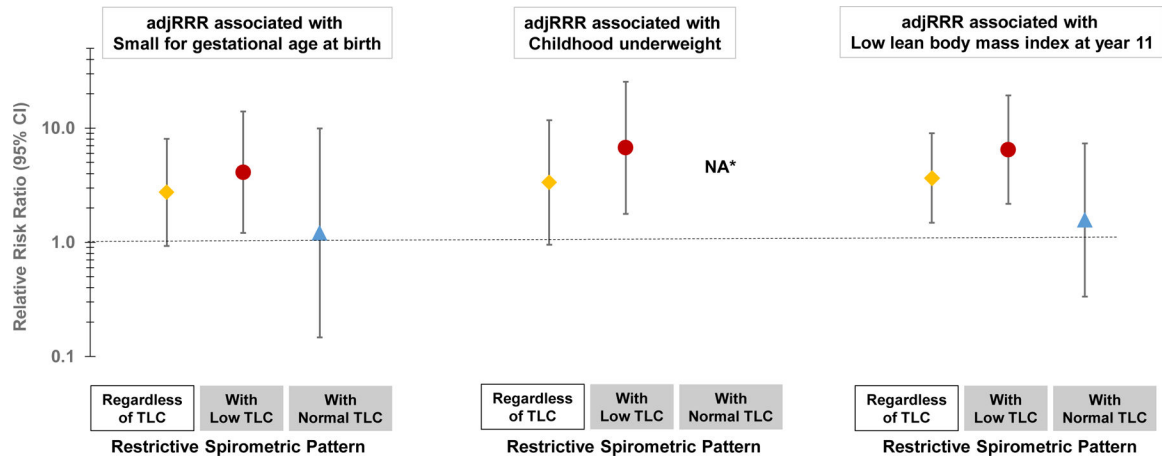 adjRRR associated with
Small for gestational age at birth
adjRRR associated with
Childhood underweight
adjRRR associated with
Low lean body mass index at year 11
Relative Risk Ratio (95% CI)
10.0
1.0
0.1
NA*
Regardless
of TLC
With
Low TLC
With
Normal TLC
Restrictive Spirometric Pattern
Regardless
of TLC
With
Low TLC
With
Normal TLC
Restrictive Spirometric Pattern
Regardless
of TLC
With
Low TLC
With
Normal TLC
Restrictive Spirometric Pattern